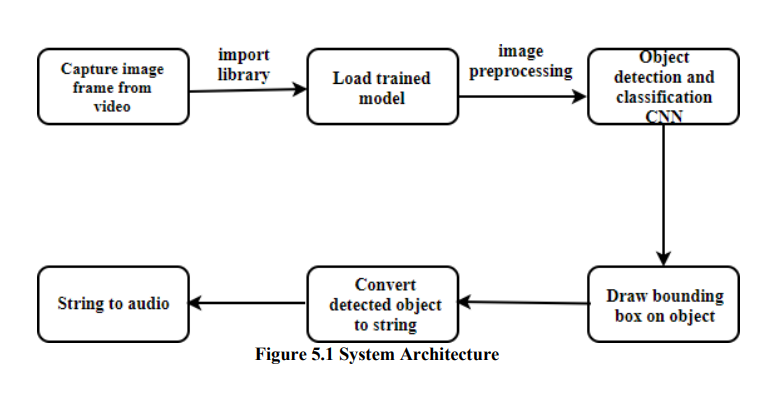 Capture image
frame from
video
import
library
Load trained
model
image
preprocessing
Object
detection and
classification
CNN
Draw bounding
box on object
Convert
detected object
to string
String to audio
Figure 5.1 System Architecture